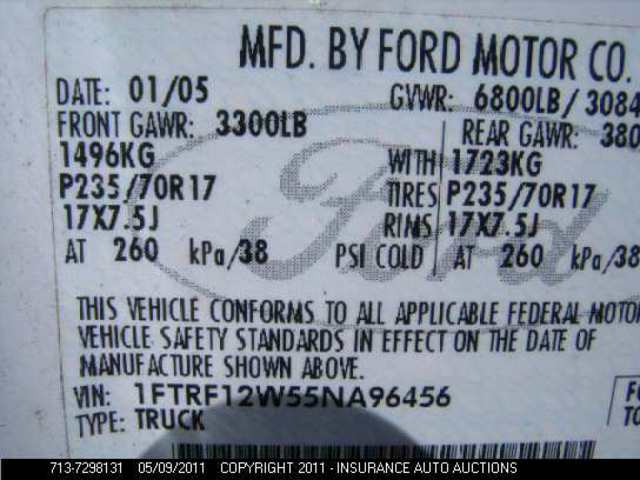 MFD. BY FORD MOTOR CO.
DATE: 01/05 GVWR: 6800LB/ 3084
FRONT GAWR: 3300LB REAR GAWR: 380
1496KG WITH 1723KG
P235/70R17 TIRES P235/70R17
17X7.5J RIMS 17X7.5J
AT 260 kPa/38 PSI COLD AT 260 kPa/38
Ford
THIS VEHICLE CONFORMS TO ALL APPLICABLE FEDERAL MOTOR
VEHICLE SAFETY STANDARDS IN EFFECT ON THE DATE OF
MANUFACTURE SHOWN ABOVE.
VIN: 1FTRF12W55NA96456
TYPE: TRUCK
713-7298131 05/09/2011 COPYRIGHT 2011 - INSURANCE AUTO AUCTIONS